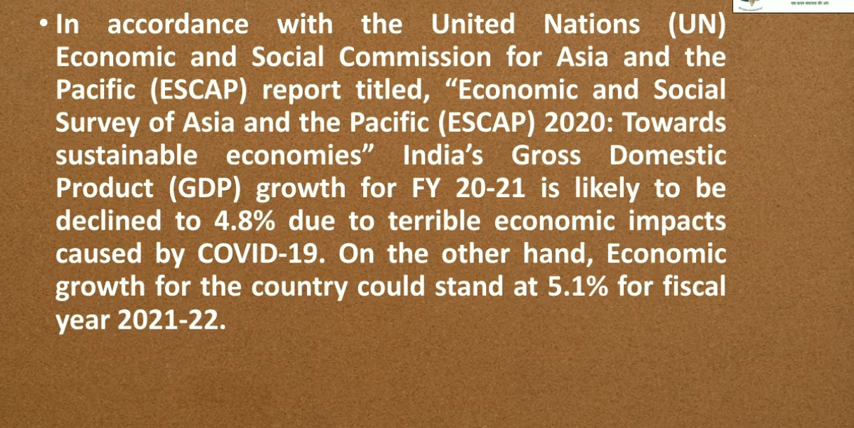 • In accordance with the United Nations (UN)
Economic and Social Commission for Asia and the
Pacific (ESCAP) report titled, “Economic and Social
Survey of Asia and the Pacific (ESCAP) 2020: Towards
sustainable economies” India’s Gross Domestic
Product (GDP) growth for FY 20-21 is likely to be
declined to 4.8% due to terrible economic impacts
caused by COVID-19. On the other hand, Economic
growth for the country could stand at 5.1% for fiscal
year 2021-22.